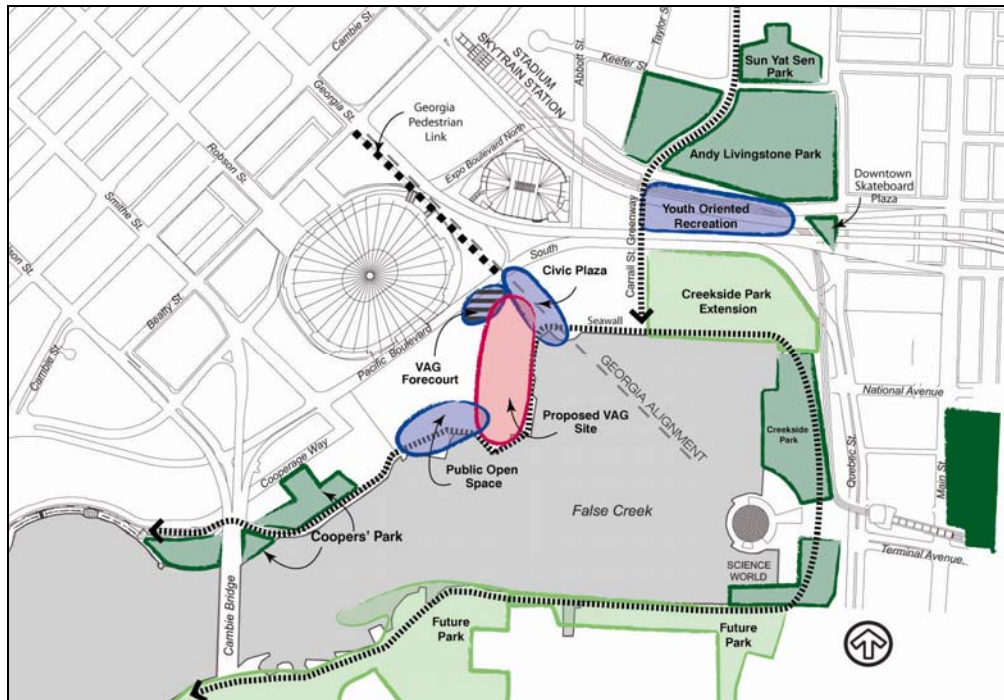 Cambie St.
Georgia St.
Robson St.
Smithe St.
Beatty St.
Cambie St.
Georgia
Pedestrian
Link
STADIUM
SKYTRAIN STATION
Abbott St.
Keefer St.
Taylor St.
Sun Yat Sen
Park
Andy Livingstone Park
Downtown
Skateboard
Plaza
Youth Oriented
Recreation
Expo Boulevard North
South
Carrall St. Greenway
Civic Plaza
Creekside Park
Extension
Seawall
Pacific Boulevard
VAG
Forecourt
GEORGIA ALIGNMENT
Proposed VAG
Site
National Avenue
Creekside
Park
Quebec St.
Main St.
Public Open
Space
Cooperage Way
False Creek
Coopers' Park
SCIENCE
WORLD
Terminal Avenue
Cambie Bridge
Future
Park
Future
Park